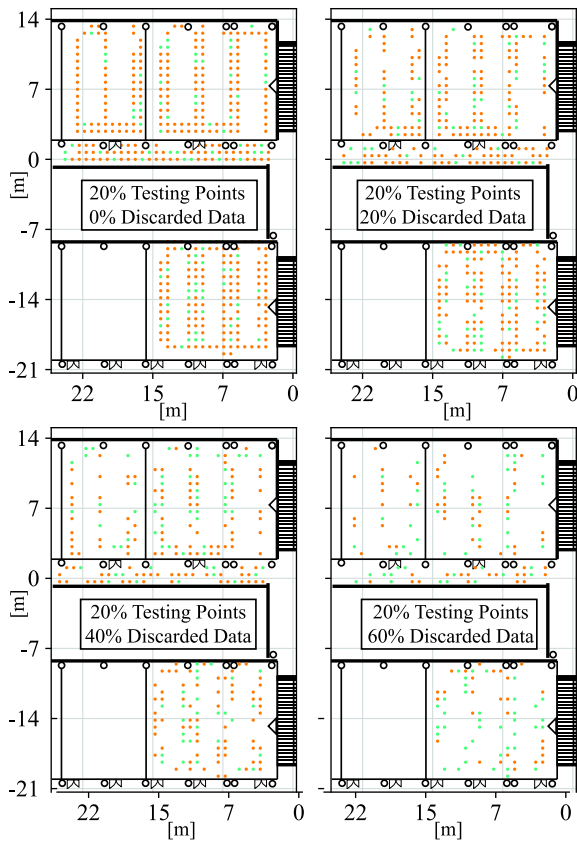 14
7
0
-7
-14
-21
[m]
20% Testing Points
0% Discarded Data
20% Testing Points
20% Discarded Data
22
15
7
0
[m]
22
15
7
0
[m]
14
7
0
-7
-14
-21
[m]
20% Testing Points
40% Discarded Data
20% Testing Points
60% Discarded Data
22
15
7
0
[m]
22
15
7
0
[m]